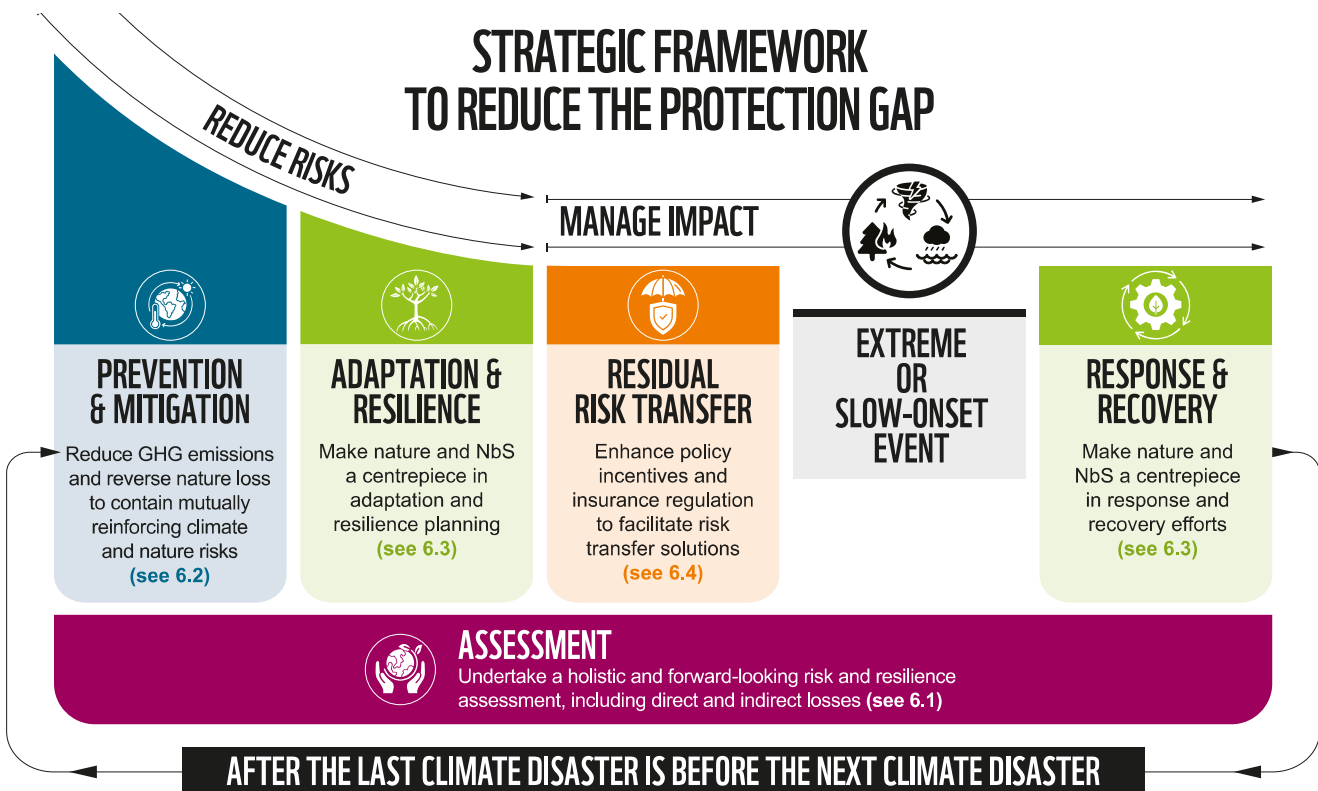 STRATEGIC FRAMEWORK
TO REDUCE THE PROTECTION GAP
REDUCE RISKS
MANAGE IMPACT
PREVENTION
& MITIGATION
Reduce GHG emissions
and reverse nature loss
to contain mutually
reinforcing climate
and nature risks
(see 6.2)
ADAPTATION &
RESILIENCE
Make nature and NbS
a centrepiece in
adaptation and
resilience planning
(see 6.3)
RESIDUAL
RISK TRANSFER
Enhance policy
incentives and
insurance regulation
to facilitate risk
transfer solutions
(see 6.4)
EXTREME
OR
SLOW-ONSET
EVENT
RESPONSE &
RECOVERY
Make nature and
NbS a centrepiece
in response and
recovery efforts
(see 6.3)
ASSESSMENT
Undertake a holistic and forward-looking risk and resilience
assessment, including direct and indirect losses (see 6.1)
AFTER THE LAST CLIMATE DISASTER IS BEFORE THE NEXT CLIMATE DISASTER